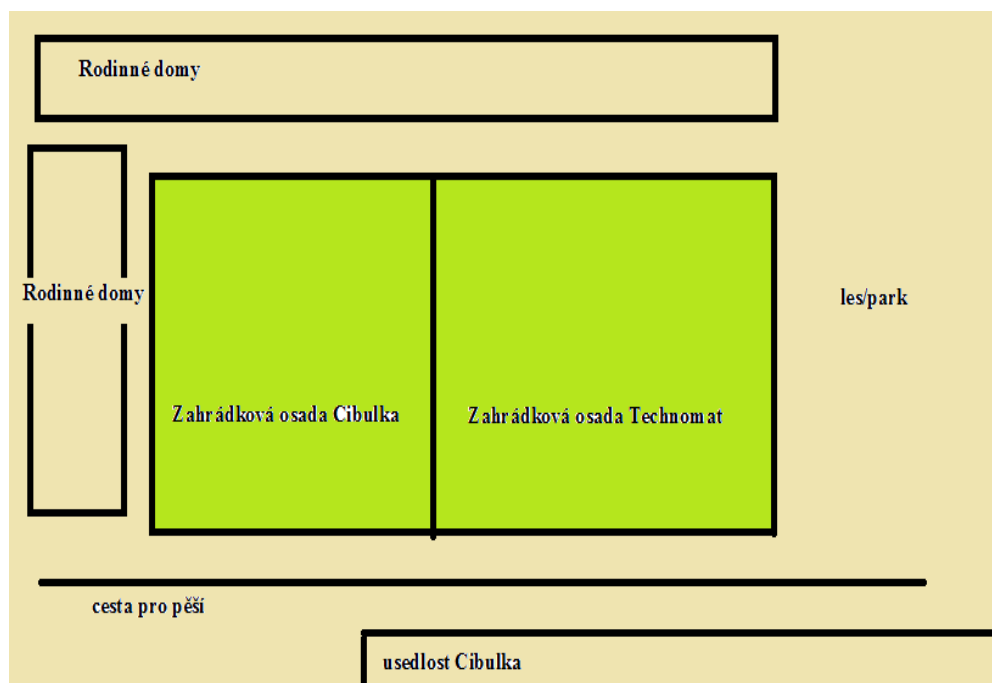 Rodinné domy
Rodinné domy
les/park
Zahrádková osada Cibulka
Zahrádková osada Technomat
cesta pro pěší
usedlost Cibulka